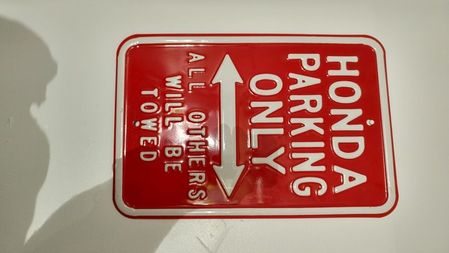 HONDA
PARKING
ONLY
ALL OTHERS
WILL BE
TOWED